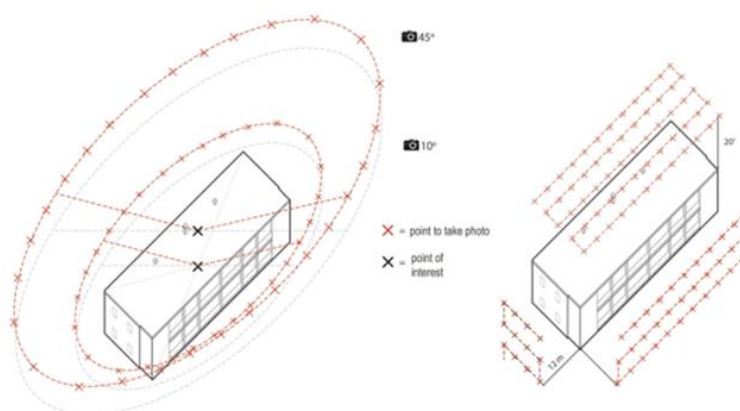 45°
10°
= point to take photo
= point of
interest
20'
12 m